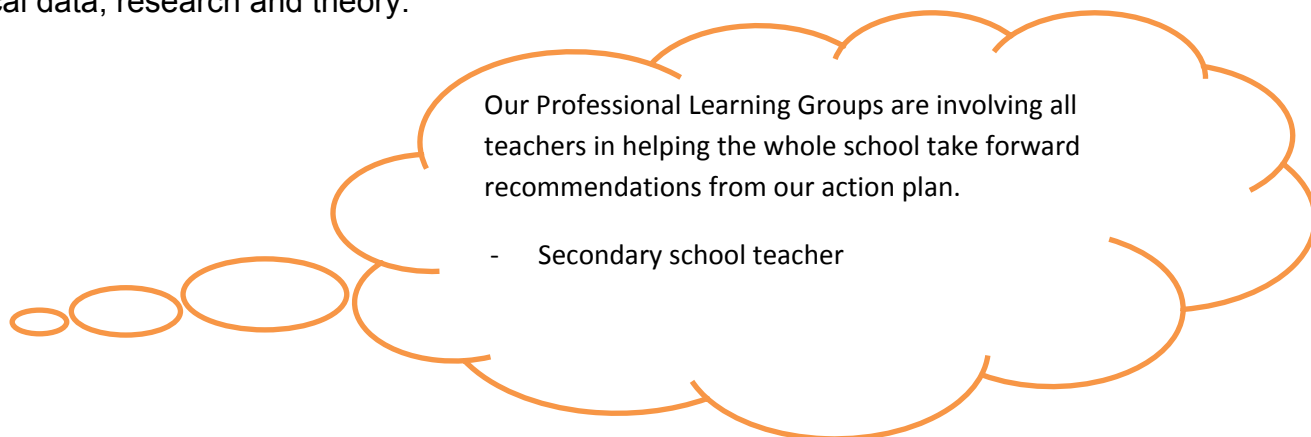 cal data, research and theory.
Our Professional Learning Groups are involving all
teachers in helping the whole school take forward
recommendations from our action plan.
- Secondary school teacher